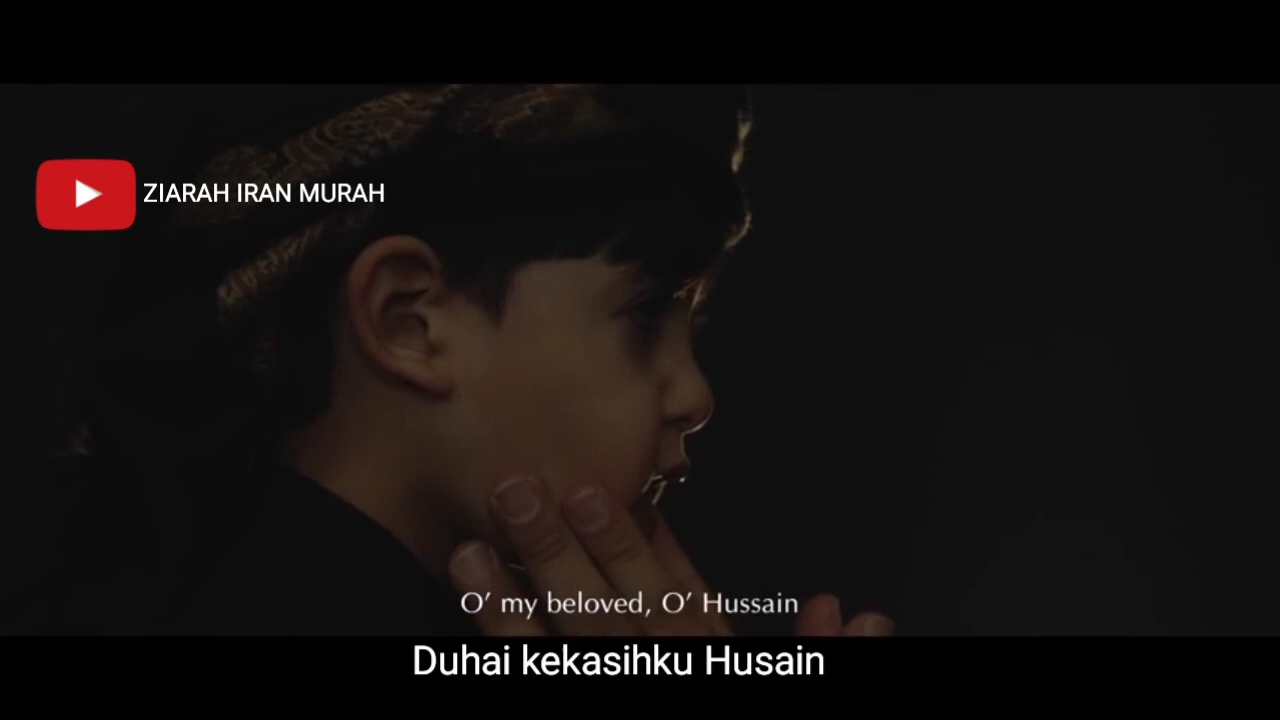 ZIARAH IRAN MURAH
O’ my beloved, O’ Hussain
Duhai kekasihku Husain